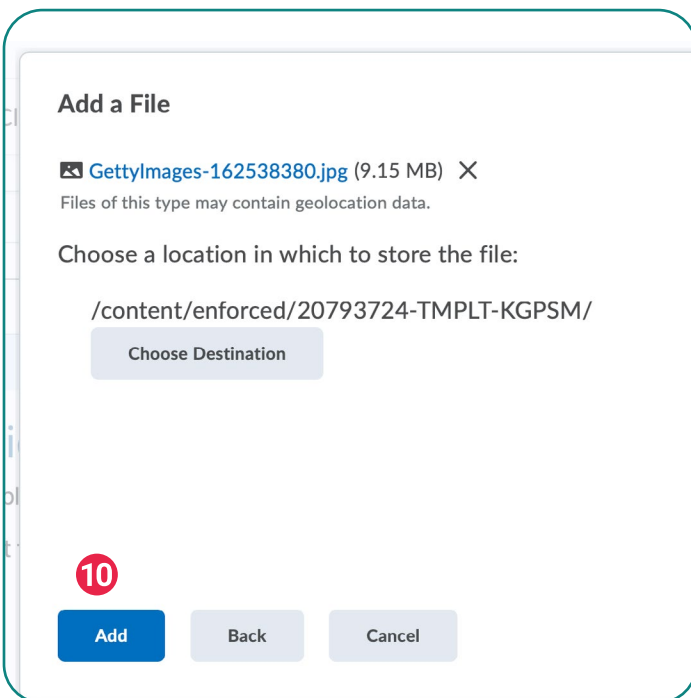 Add a File
GettyImages-162538380.jpg (9.15 MB)
Files of this type may contain geolocation data.
Choose a location in which to store the file:
/content/enforced/20793724-TMPLT-KGPSM/
Choose Destination
10
Add Back Cancel